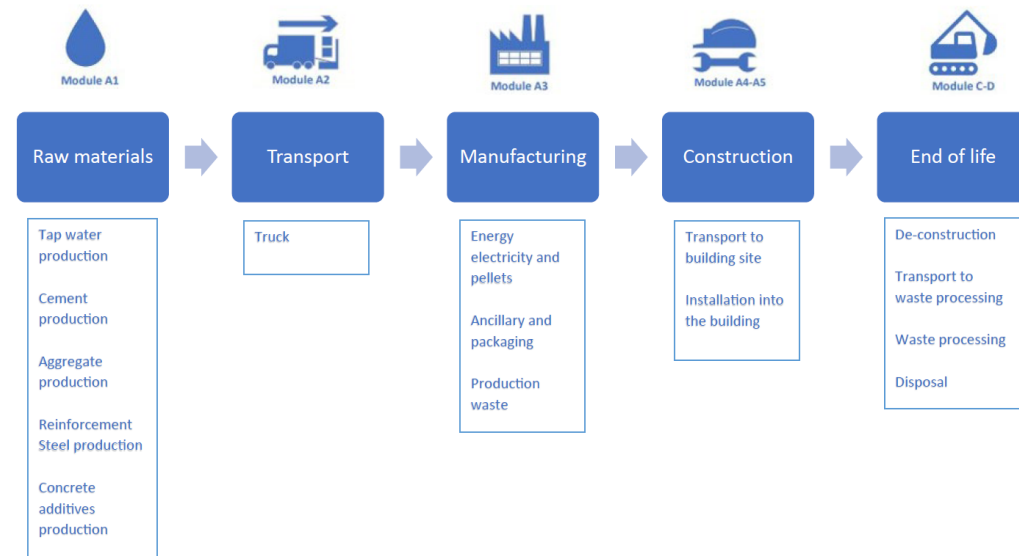 Module A1
Module A2
Module A3
Module A4-A5
Module C-D
Raw materials
Transport
Manufacturing
Construction
End of life
Tap water
production
Cement
production
Aggregate
production
Reinforcement
Steel production
Concrete
additives
production
Truck
Energy
electricity and
pellets
Ancillary and
packaging
Production
waste
Transport to
building site
Installation into
the building
De-construction
Transport to
waste processing
Waste processing
Disposal